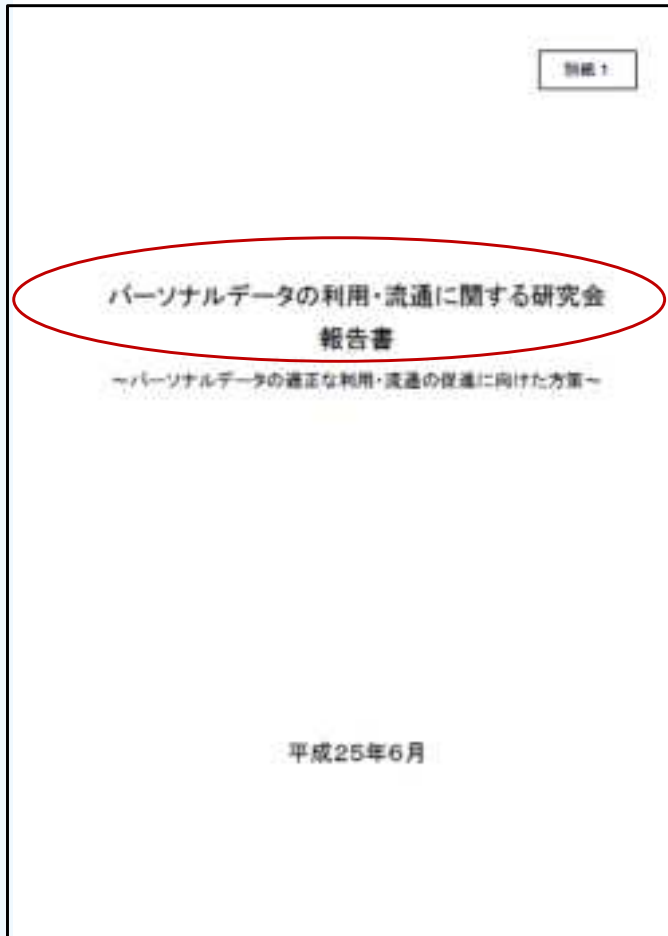 別紙1
パーソナルデータの利用・流通に関する研究会
報告書
～パーソナルデータの適正な利用・流通の促進に向けた方策～
平成25年6月